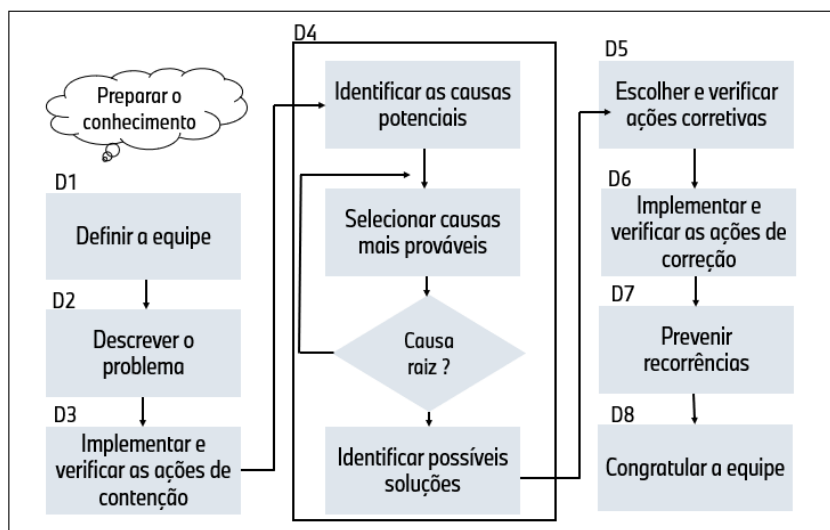 Preparar o
conhecimento
D1
Definir a equipe
D2
Descrever o
problema
D3
Implementar e
verificar as ações de
contenção
D4
Identificar as causas
potenciais
Selecionar causas
mais prováveis
Causa
raiz ?
Identificar possíveis
soluções
D5
Escolher e verificar
ações corretivas
D6
Implementar e
verificar as ações de
correção
D7
Prevenir
recorrências
D8
Congratular a equipe